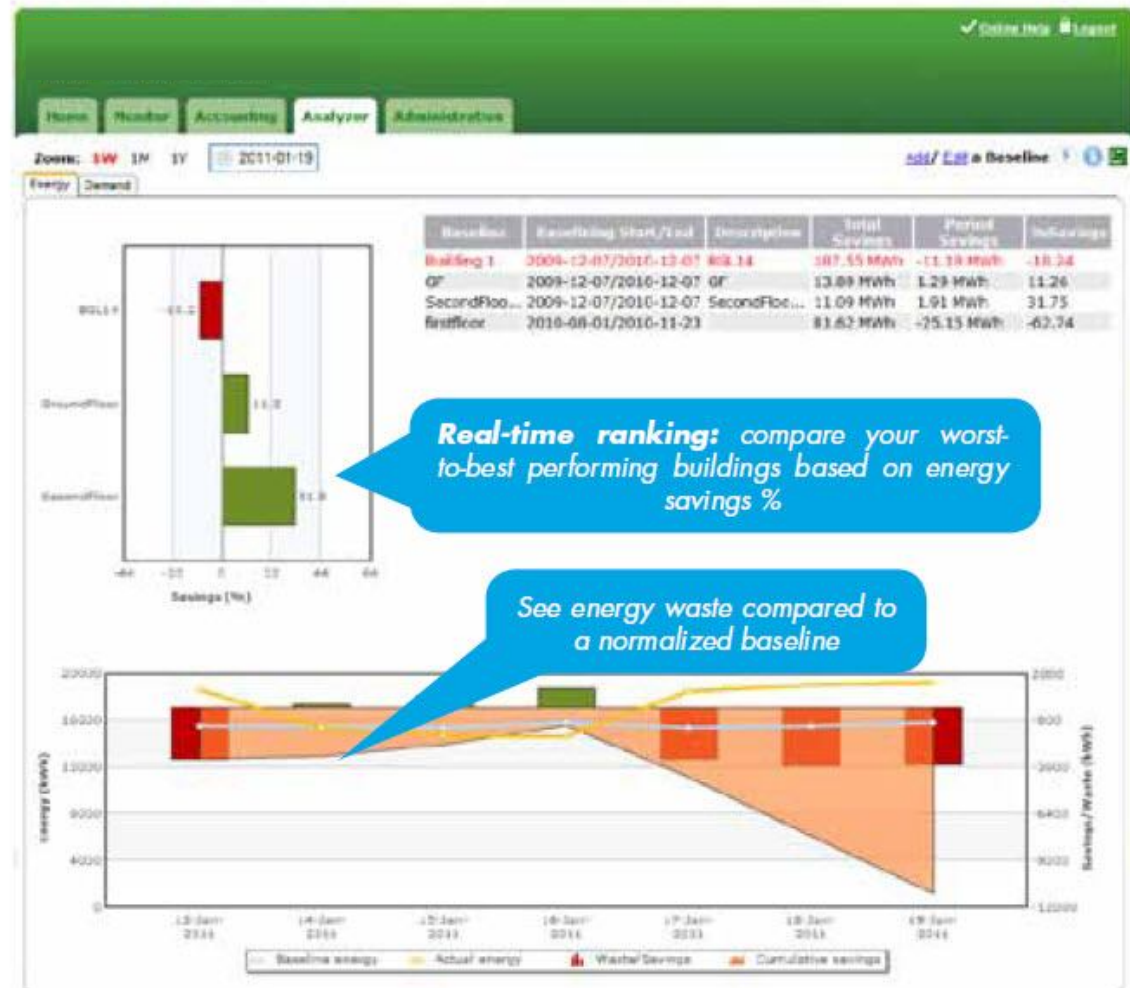 Online Help Logout
Home Monitor Accounting Analyzer Administration
Zoom: 1W 1M 1Y 2011-01-19
Add / Edit a Baseline
Energy Demand
Baseline Baselining Start/End Description Total Savings Period Savings %Savings
Building 1 2009-12-07/2010-12-07 -11.19 MWh
GF 2009-12-07/2010-12-07 GF 13.89 MWh 1.29 MWh 11.26
SecondFloo... 2009-12-07/2010-12-07 SecondFloo... 11.09 MWh 1.91 MWh 31.75
firstfloor 2010-08-01/2010-11-23 81.62 MWh -25.15 MWh -62.74
GroundFloor
SecondFloor
Real-time ranking: compare your worst-
to-best performing buildings based on energy
savings %
Savings (%)
See energy waste compared to
a normalized baseline
20000
16000
12000
8000
4000
0
Energy (kWh)
2000
-12000
Savings/Waste (kWh)
13-Jan- 14-Jan- 15-Jan- 16-Jan- 17-Jan- 18-Jan- 19-Jan-
2011 2011 2011 2011 2011 2011 2011
Baseline energy Actual energy Waste/Savings Cumulative savings